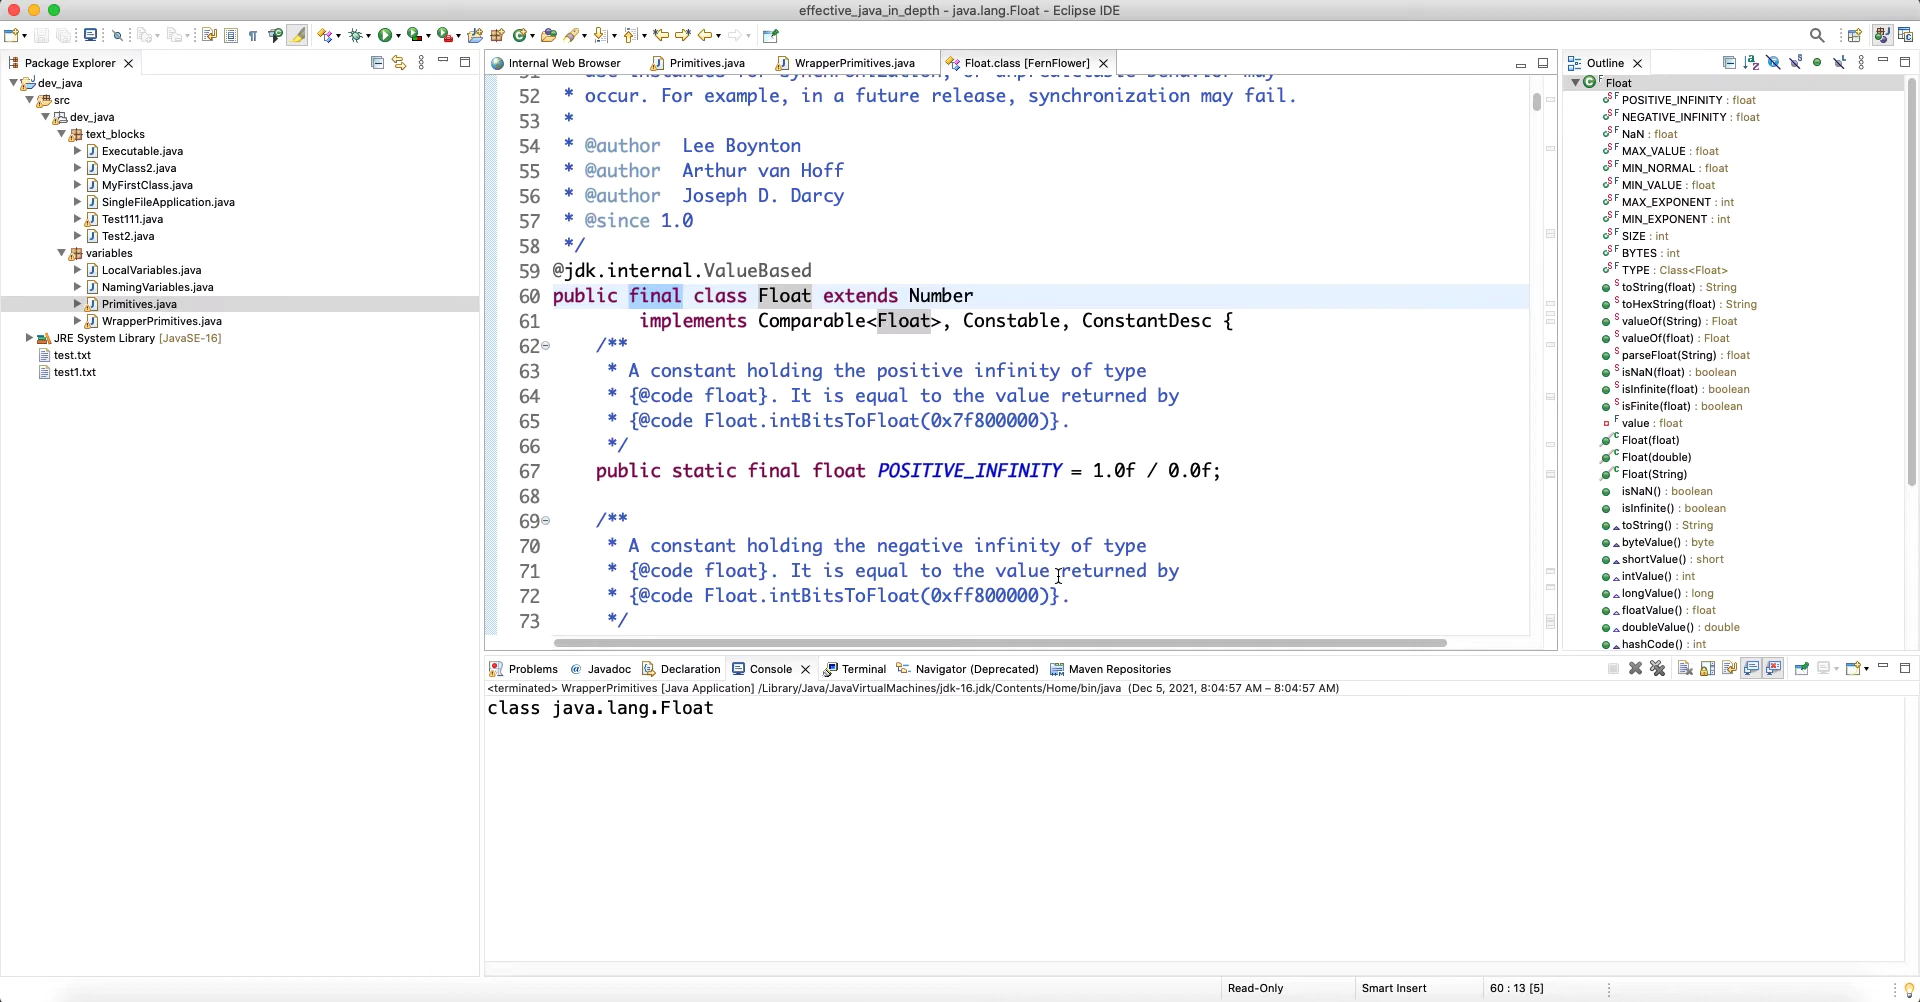 effective_java_in_depth - java.lang.Float - Eclipse IDE
Package Explorer
dev_java
src
dev_java
text_blocks
Executable.java
MyClass2.java
MyFirstClass.java
SingleFileApplication.java
Test111.java
Test2.java
variables
LocalVariables.java
NamingVariables.java
Primitives.java
WrapperPrimitives.java
JRE System Library [JavaSE-16]
test.txt
test1.txt
Internal Web Browser
Primitives.java
WrapperPrimitives.java
Float.class [FernFlower]
52 * occur. For example, in a future release, synchronization may fail.
53 *
54 * @author Lee Boynton
55 * @author Arthur van Hoff
56 * @author Joseph D. Darcy
57 * @since 1.0
58 */
59 @jdk.internal.ValueBased
60 public final class Float extends Number
61 implements Comparable<Float>, Constable, ConstantDesc {
62 /**
63 * A constant holding the positive infinity of type
64 * {@code float}. It is equal to the value returned by
65 * {@code Float.intBitsToFloat(0x7f800000)}.
66 */
67 public static final float POSITIVE_INFINITY = 1.0f / 0.0f;
68
69 /**
70 * A constant holding the negative infinity of type
71 * {@code float}. It is equal to the value returned by
72 * {@code Float.intBitsToFloat(0xff800000)}.
73 */
Outline
Float
POSITIVE_INFINITY : float
NEGATIVE_INFINITY : float
NaN : float
MAX_VALUE : float
MIN_NORMAL : float
MIN_VALUE : float
MAX_EXPONENT : int
MIN_EXPONENT : int
SIZE : int
BYTES : int
TYPE : Class<Float>
toString(float) : String
toHexString(float) : String
valueOf(String) : Float
valueOf(float) : Float
parseFloat(String) : float
isNaN(float) : boolean
isInfinite(float) : boolean
isFinite(float) : boolean
value : float
Float(float)
Float(double)
Float(String)
isNaN() : boolean
isInfinite() : boolean
toString() : String
byteValue() : byte
shortValue() : short
intValue() : int
longValue() : long
floatValue() : float
doubleValue() : double
hashCode() : int
Problems
Javadoc
Declaration
Console
Terminal
Navigator (Deprecated)
Maven Repositories
<terminated> WrapperPrimitives [Java Application] /Library/Java/JavaVirtualMachines/jdk-16.jdk/Contents/Home/bin/java (Dec 5, 2021, 8:04:57 AM – 8:04:57 AM)
class java.lang.Float
Read-Only
Smart Insert
60 : 13 [5]